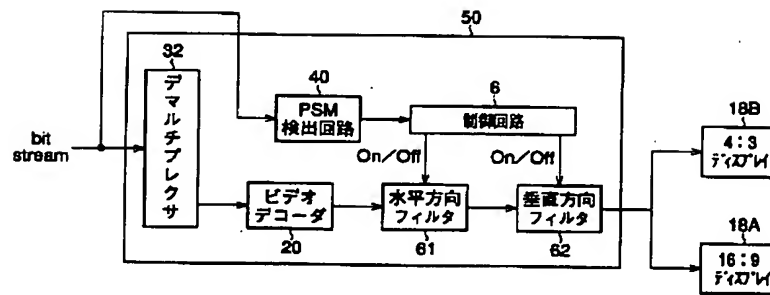 50
32
デマルチプレクサ
40
PSM
検出回路
6
制御回路
18B
4:3
ディスプレイ
bit
stream
On/Off
On/Off
ビデオ
デコーダ
20
水平方向
フィルタ
61
垂直方向
フィルタ
62
18A
16:9
ディスプレイ